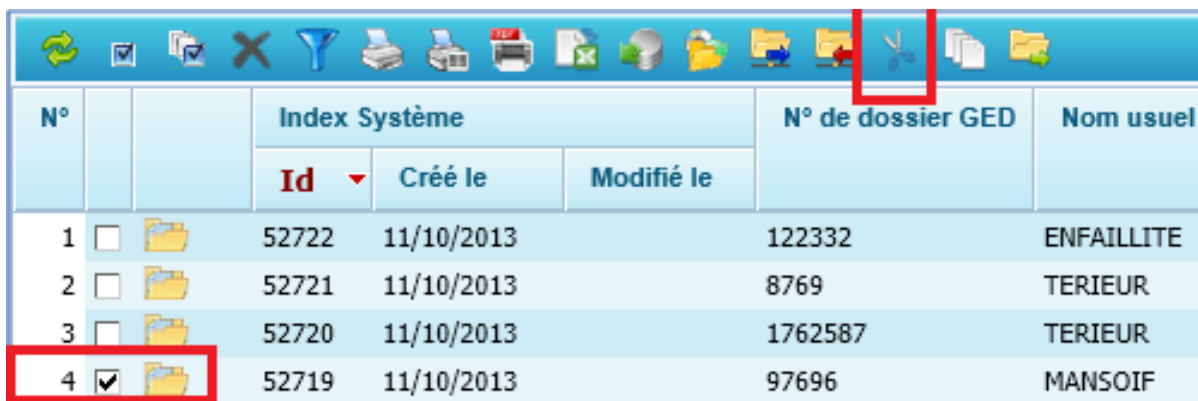 PDF
N° Index Système N° de dossier GED Nom usuel
Id Créé le Modifié le
1 52722 11/10/2013 122332 ENFAILLITE
2 52721 11/10/2013 8769 TERIEUR
3 52720 11/10/2013 1762587 TERIEUR
4 52719 11/10/2013 97696 MANSOIF